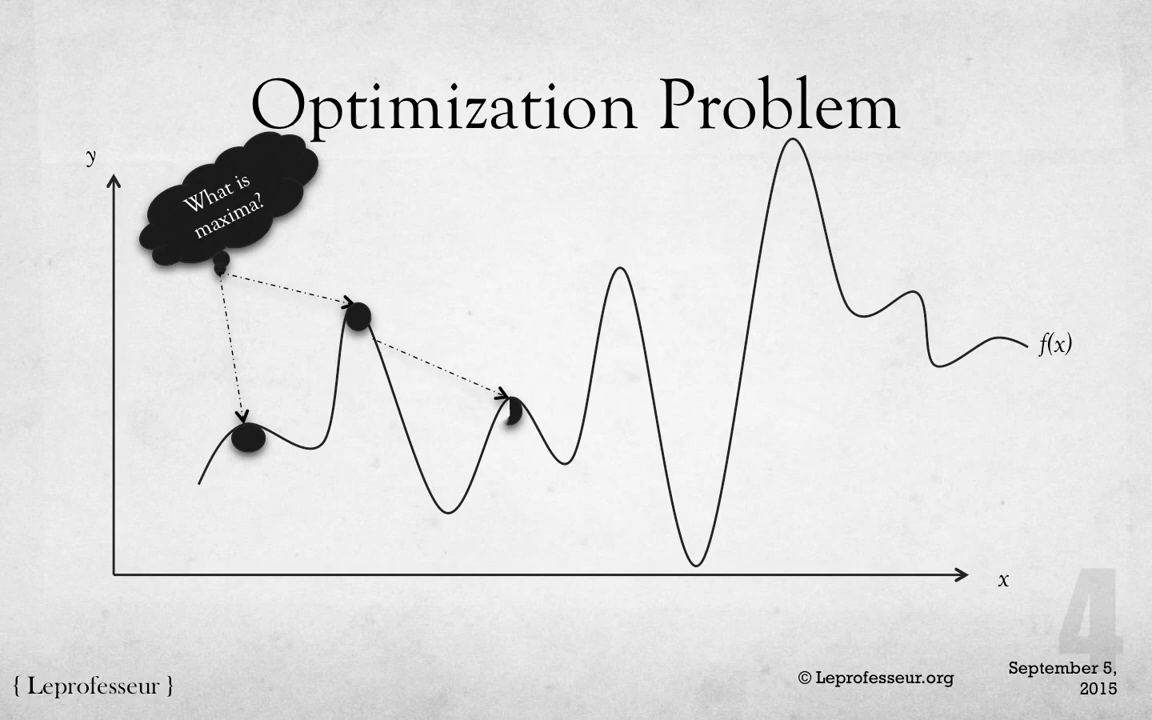 Optimization Problem
y
What is
maxima?
f(x)
x
4
{ Leprofesseur }
© Leprofesseur.org
September 5,
2015